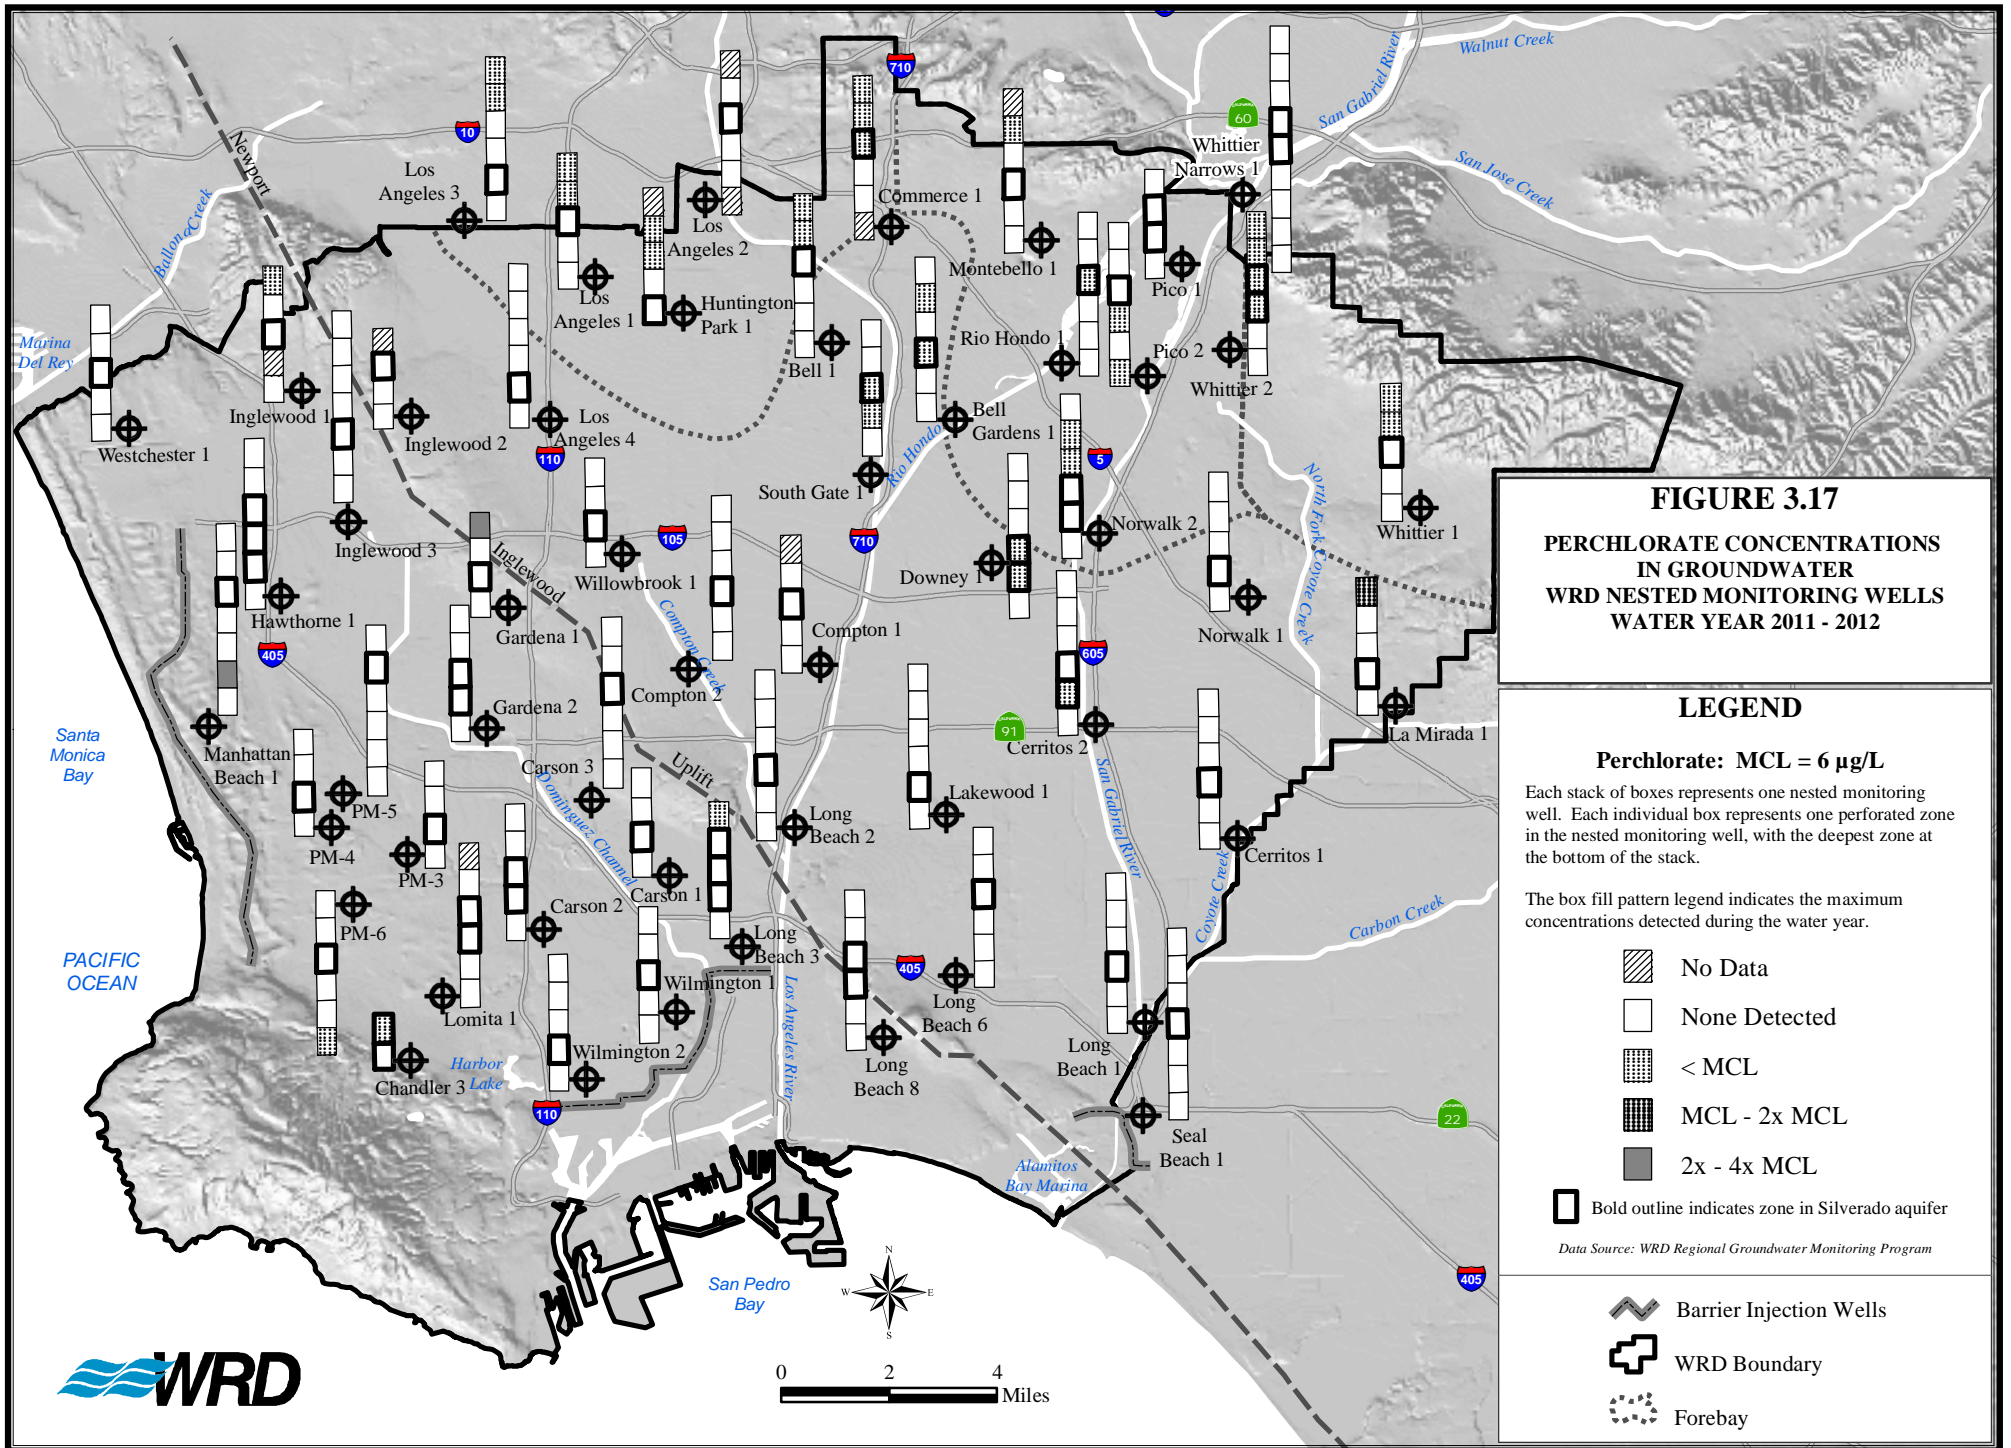 Walnut Creek
San Gabriel River
San Jose Creek
710
10
CALIFORNIA
60
Newport
Ballona Creek
Los
Angeles 3
Los
Angeles 2
Commerce 1
Whittier
Narrows 1
Montebello 1
Pico 1
Los
Angeles 1
Huntington
Park 1
Bell 1
Rio Hondo 1
Pico 2
Whittier 2
Marina
Del Rey
Westchester 1
Inglewood 1
Inglewood 2
Los
Angeles 4
110
Bell
Gardens 1
Rio Hondo
5
South Gate 1
Inglewood 3
Inglewood
Willowbrook 1
105
710
Norwalk 2
Downey 1
North Fork Coyote Creek
Whittier 1
Hawthorne 1
405
Gardena 1
Compton Creek
Compton 1
Compton 2
Norwalk 1
605
Gardena 2
CALIFORNIA
91
Cerritos 2
La Mirada 1
Santa
Monica
Bay
Manhattan
Beach 1
PM-5
PM-4
PM-3
Carson 3
Uplift
Dominguez Channel
Long
Beach 2
Lakewood 1
San Gabriel River
Cerritos 1
Carson 1
Carson 2
Long
Beach 3
Coyote Creek
Carbon Creek
PM-6
PACIFIC
OCEAN
Lomita 1
Wilmington 1
405
Los Angeles River
Long
Beach 6
Wilmington 2
Harbor
Lake
Chandler 3
110
Long
Beach 8
Long
Beach 1
Seal
Beach 1
CALIFORNIA
22
Alamitos
Bay Marina
San Pedro
Bay
405
N
W
E
S
0 2 4
Miles
WRD
FIGURE 3.17
PERCHLORATE CONCENTRATIONS
IN GROUNDWATER
WRD NESTED MONITORING WELLS
WATER YEAR 2011 - 2012
LEGEND
Perchlorate: MCL = 6 µg/L
Each stack of boxes represents one nested monitoring
well. Each individual box represents one perforated zone
in the nested monitoring well, with the deepest zone at
the bottom of the stack.
The box fill pattern legend indicates the maximum
concentrations detected during the water year.
No Data
None Detected
< MCL
MCL - 2x MCL
2x - 4x MCL
Bold outline indicates zone in Silverado aquifer
Data Source: WRD Regional Groundwater Monitoring Program
Barrier Injection Wells
WRD Boundary
Forebay